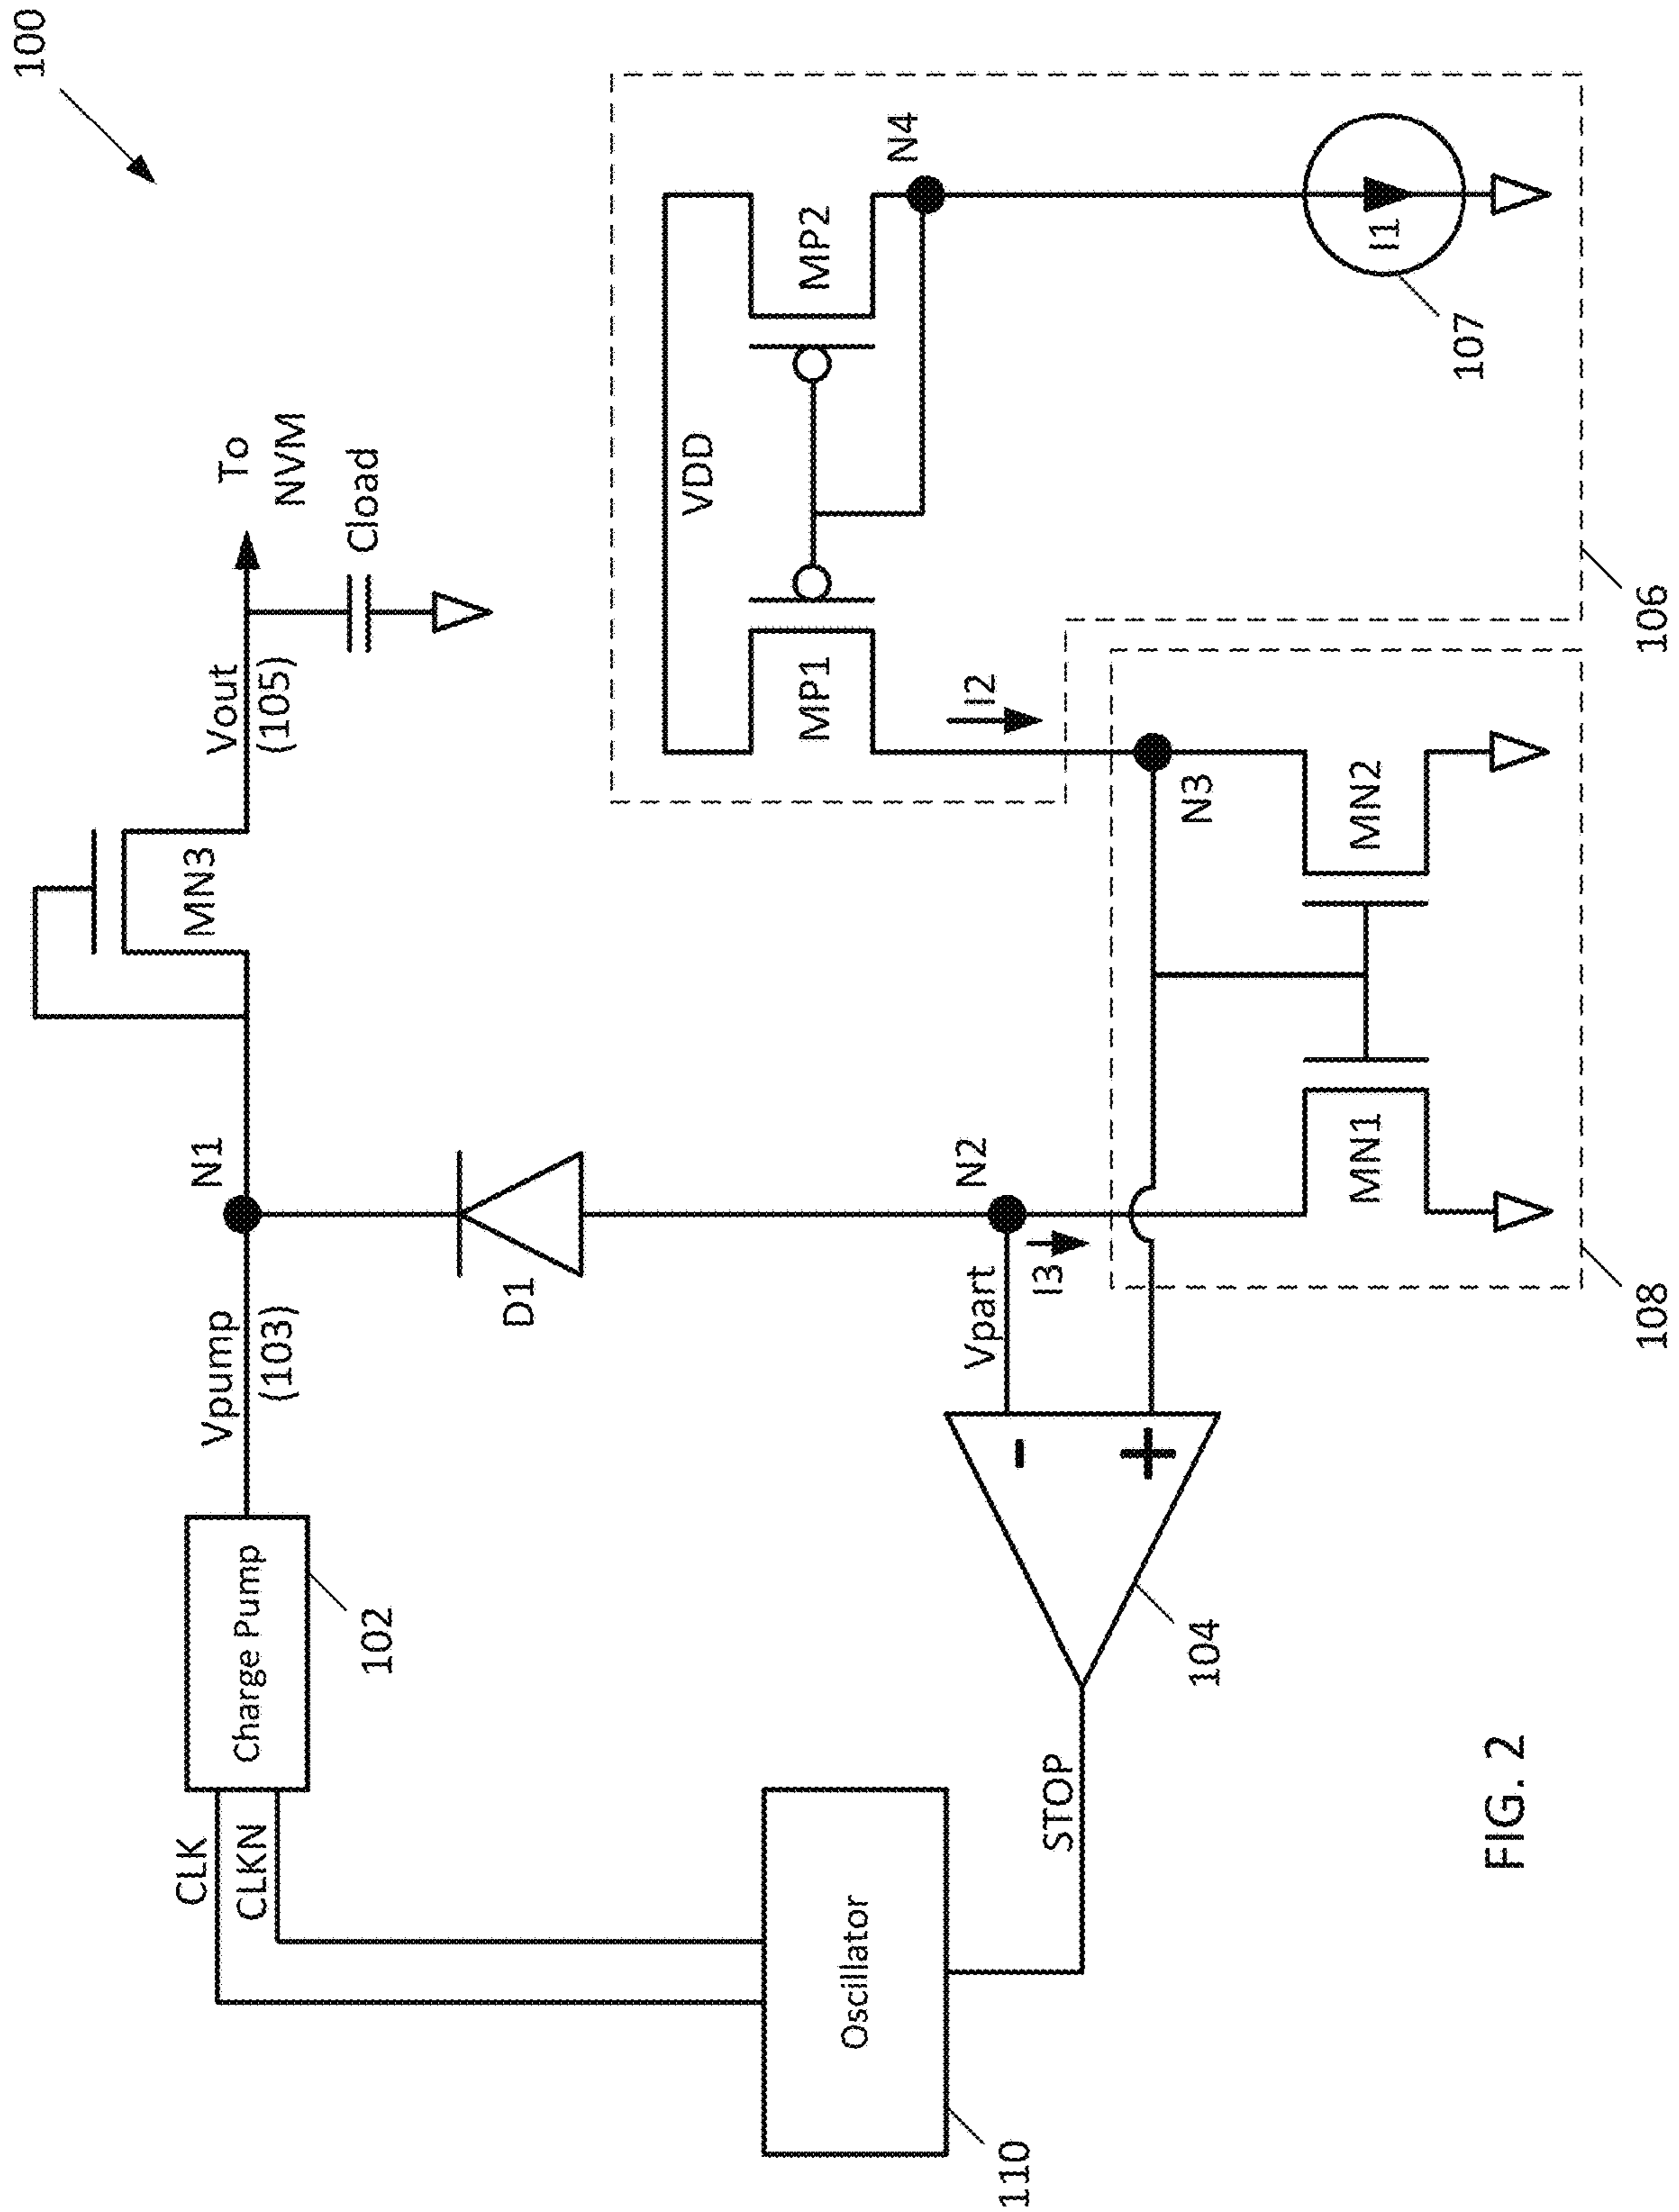 100
CLK
CLKN
Charge Pump
102
Vpump
(103)
N1
MN3
Vout
(105)
To
NVM
Cload
D1
VDD
MP1
MP2
N4
I2
I1
107
106
N2
Vpart
I3
N3
MN1
MN2
108
-
+
104
STOP
Oscillator
110
FIG. 2